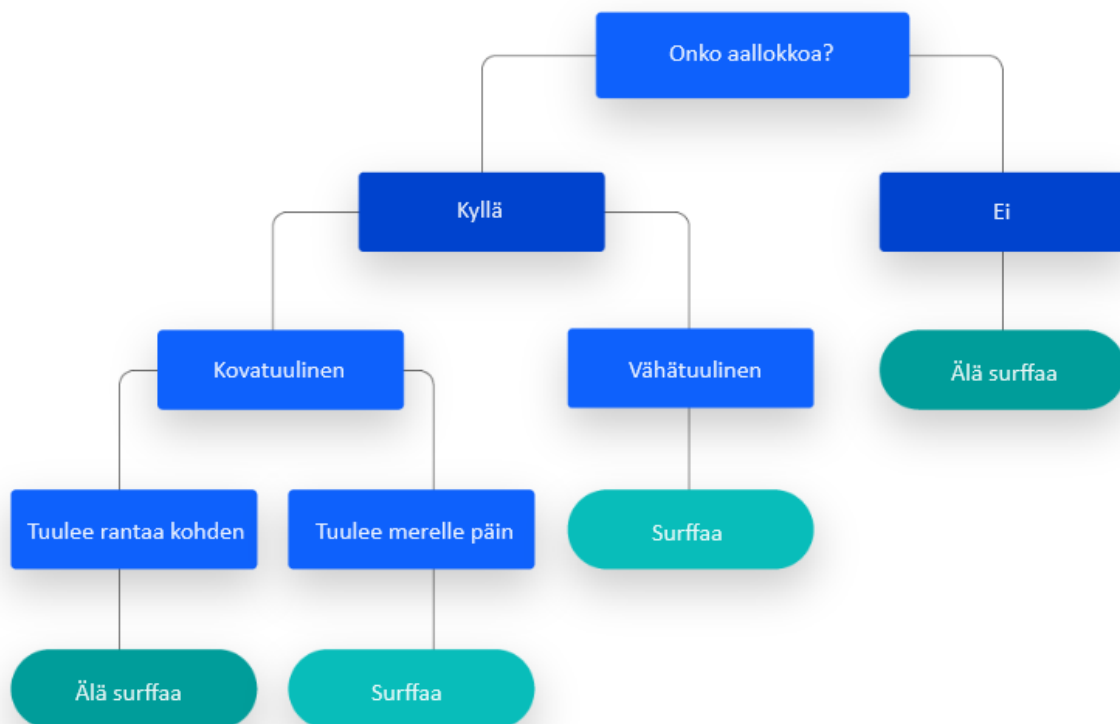 Onko aallokkoa?
Kyllä
Ei
Kovatuulinen
Vähätuulinen
Älä surffaa
Tuulee rantaa kohden
Tuulee merelle päin
Surffaa
Älä surffaa
Surffaa